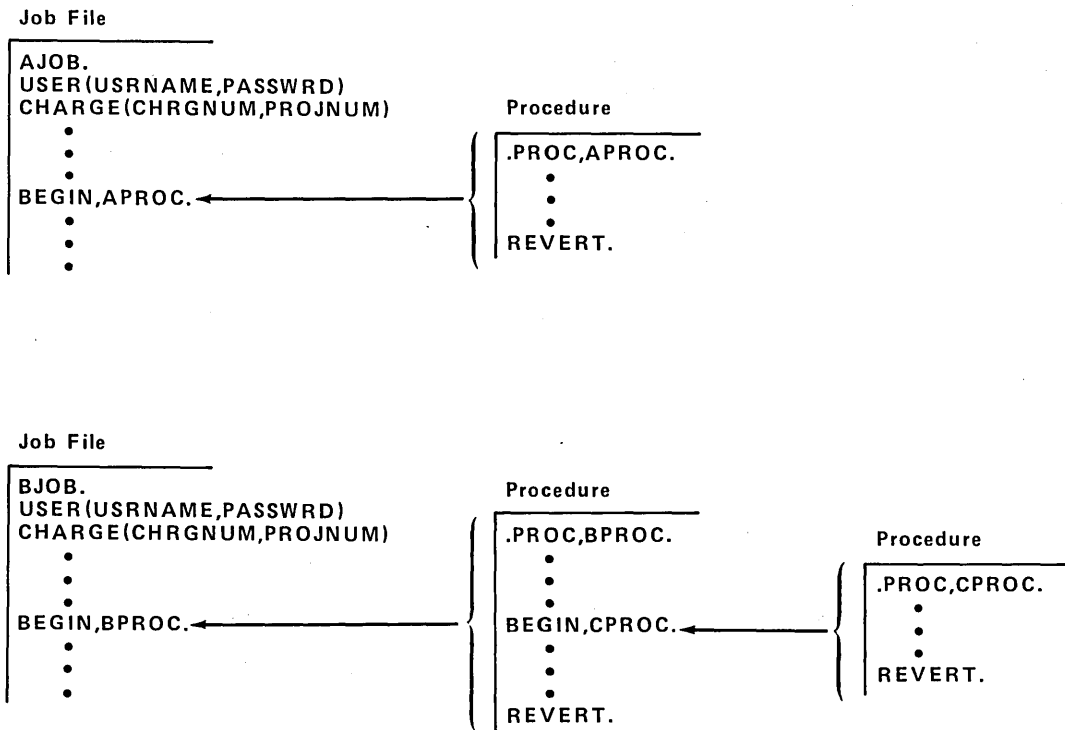 Job File
AJOB.
USER(USRNAME,PASSWRD)
CHARGE(CHRGNUM,PROJNUM)
BEGIN,APROC.
Procedure
.PROC,APROC.
REVERT.
Job File
BJOB.
USER(USRNAME,PASSWRD)
CHARGE(CHRGNUM,PROJNUM)
BEGIN,BPROC.
Procedure
.PROC,BPROC.
BEGIN,CPROC.
REVERT.
Procedure
.PROC,CPROC.
REVERT.